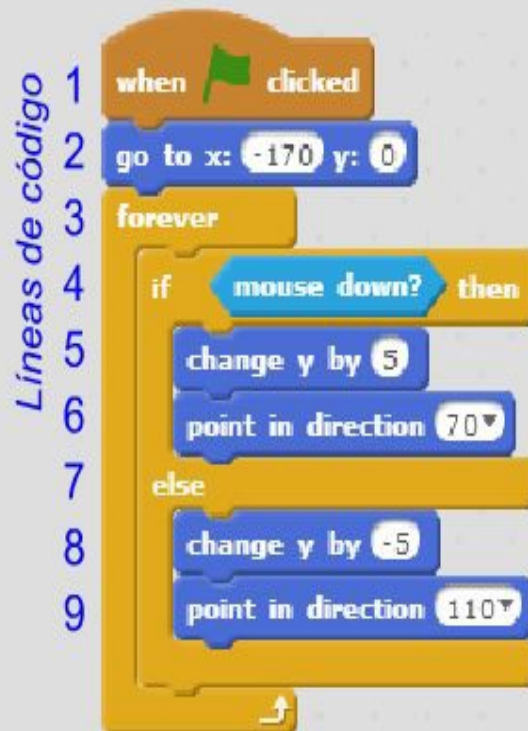 Líneas de código
1 when clicked
2 go to x: -170 y: 0
3 forever
4 if mouse down? then
5 change y by 5
6 point in direction 70
7 else
8 change y by -5
9 point in direction 110